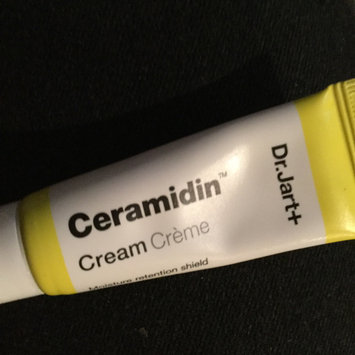 Ceramidin™
Cream Crème
Moisture retention shield
Dr.Jart+